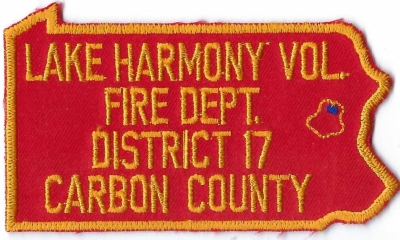 LAKE HARMONY VOL.
FIRE DEPT.
DISTRICT 17
CARBON COUNTY